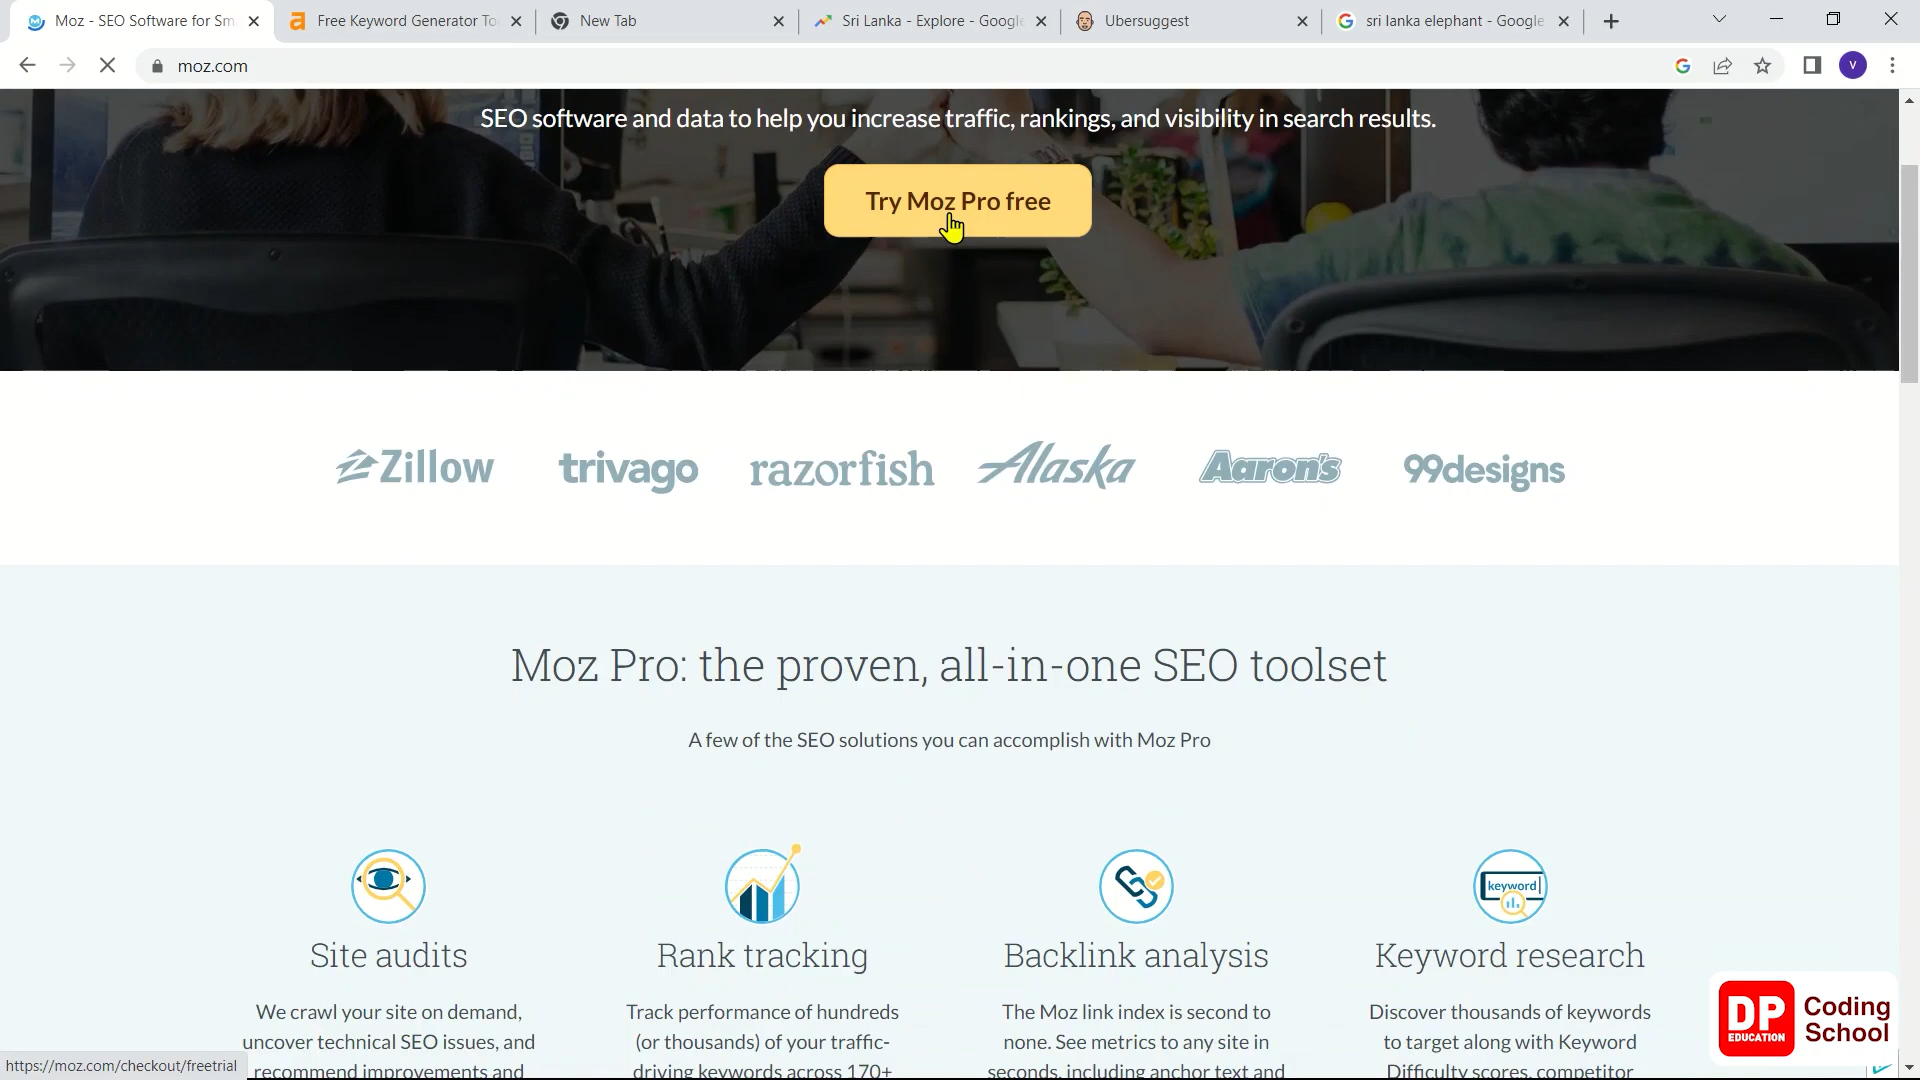 Moz - SEO Software for Sm
Free Keyword Generator To
New Tab
Sri Lanka - Explore - Google
Ubersuggest
sri lanka elephant - Google
moz.com
V
SEO software and data to help you increase traffic, rankings, and visibility in search results.
Try Moz Pro free
Zillow
trivago
razorfish
Alaska
Aaron's
99designs
Moz Pro: the proven, all-in-one SEO toolset
A few of the SEO solutions you can accomplish with Moz Pro
keyword
Site audits
We crawl your site on demand,
uncover technical SEO issues, and
recommend improvements and
Rank tracking
Track performance of hundreds
(or thousands) of your traffic-
driving keywords across 170+
Backlink analysis
The Moz link index is second to
none. See metrics to any site in
seconds, including anchor text and
Keyword research
Discover thousands of keywords
to target along with Keyword
Difficulty scores, competitor
https://moz.com/checkout/freetrial
DP
EDUCATION
Coding
School